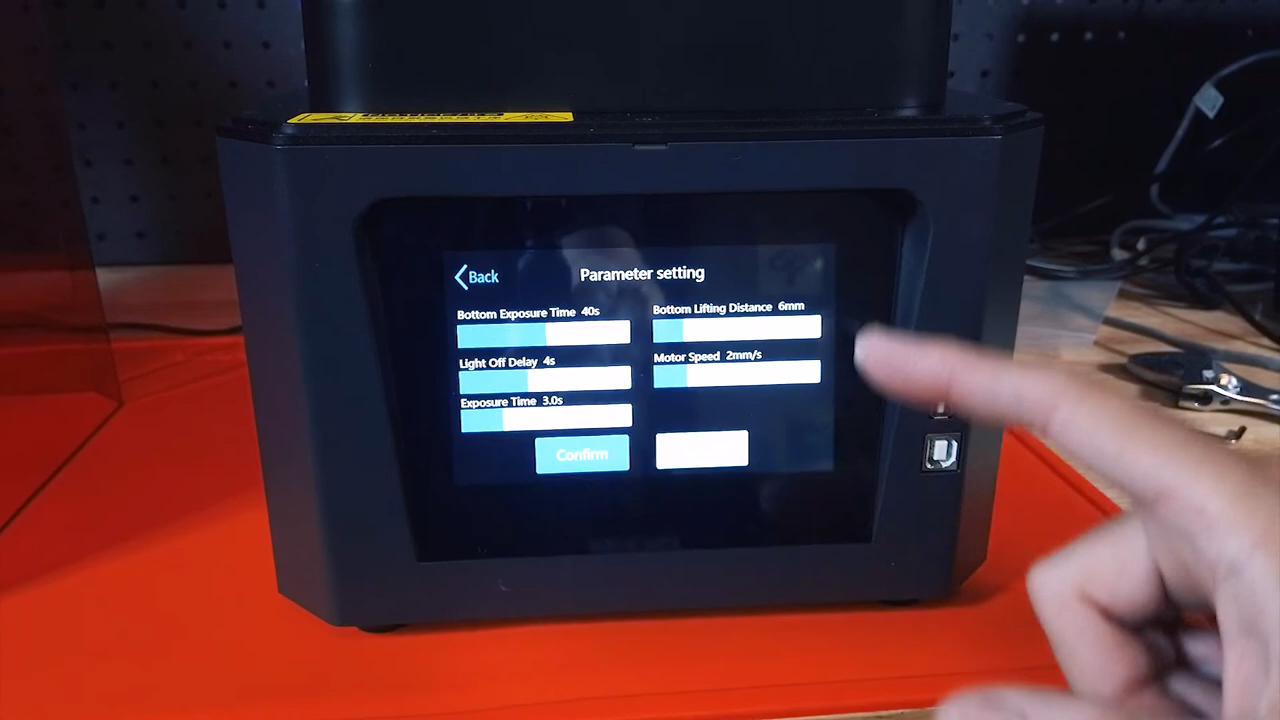 Back
Parameter setting
Bottom Exposure Time 40s
Bottom Lifting Distance 6mm
Light Off Delay 4s
Motor Speed 2mm/s
Exposure Time 3.0s
Confirm